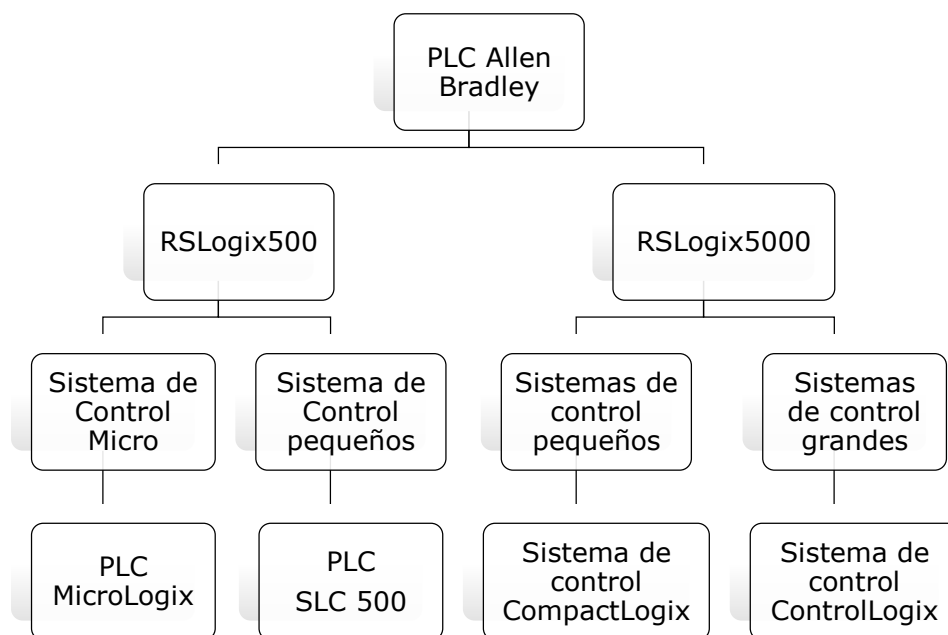 PLC Allen
Bradley
RSLogix500
RSLogix5000
Sistema de
Control
Micro
Sistema de
Control
pequeños
Sistemas de
control
pequeños
Sistemas
de control
grandes
PLC
MicroLogix
PLC
SLC 500
Sistema de
control
CompactLogix
Sistema de
control
ControlLogix